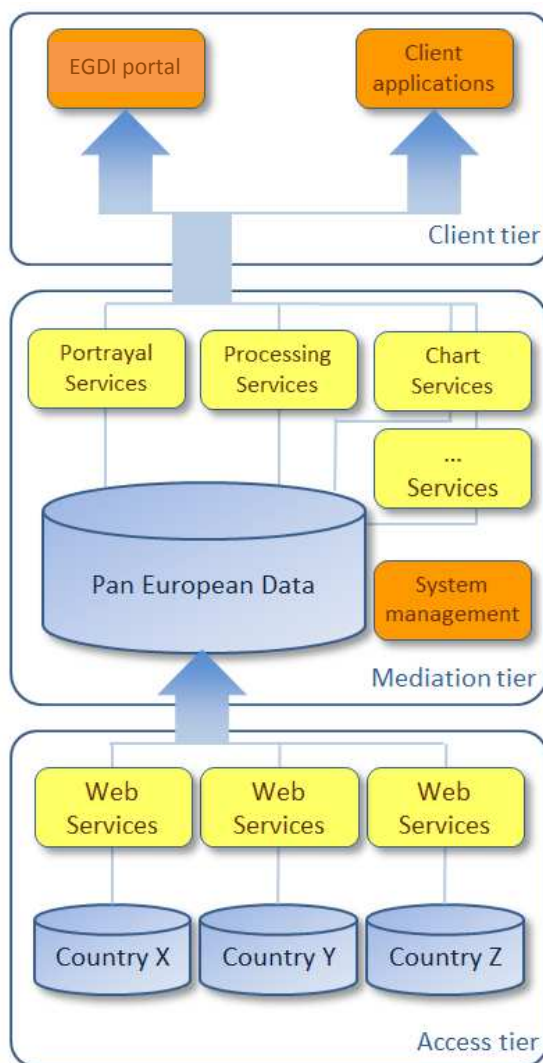 EGDI portal
Client
applications
Client tier
Portrayal
Services
Processing
Services
Chart
Services
...
Services
Pan European Data
System
management
Mediation tier
Web
Services
Web
Services
Web
Services
Country X
Country Y
Country Z
Access tier